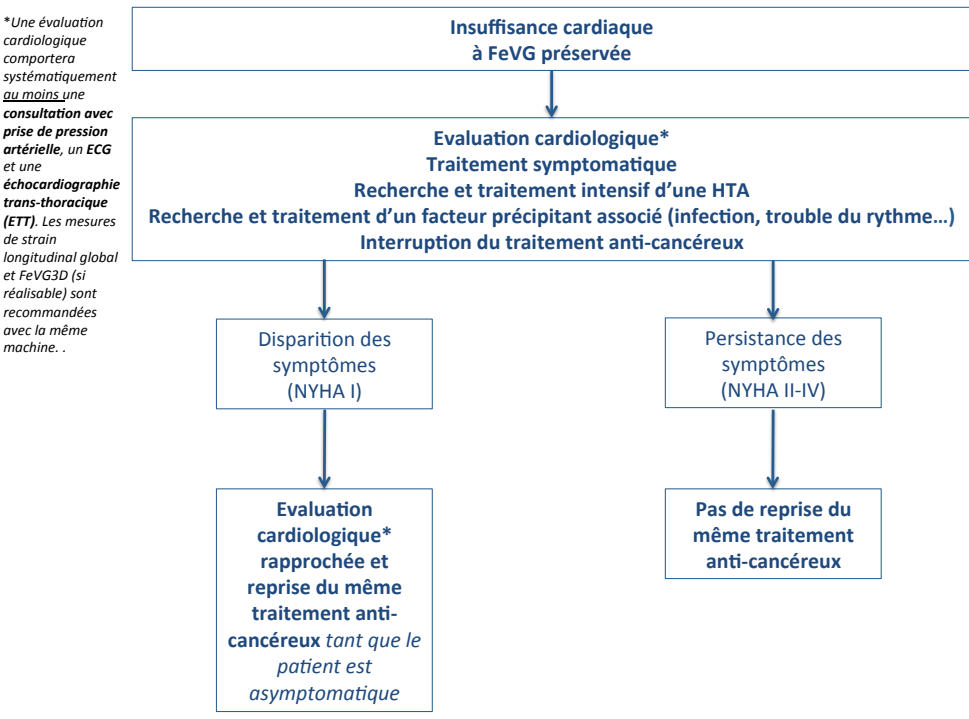 *Une évaluation
cardiologique
comportera
systématiquement
au moins une
consultation avec
prise de pression
artérielle, un ECG
et une
échocardiographie
trans-thoracique
(ETT). Les mesures
de strain
longitudinal global
et FeVG3D (si
réalisable) sont
recommandées
avec la même
machine. .
Insuffisance cardiaque
à FeVG préservée
Evaluation cardiologique*
Traitement symptomatique
Recherche et traitement intensif d'une HTA
Recherche et traitement d'un facteur précipitant associé (infection, trouble du rythme…)
Interruption du traitement anti-cancéreux
Disparition des
symptômes
(NYHA I)
Persistance des
symptômes
(NYHA II-IV)
Evaluation
cardiologique*
rapprochée et
reprise du même
traitement anti-
cancéreux tant que le
patient est
asymptomatique
Pas de reprise du
même traitement
anti-cancéreux